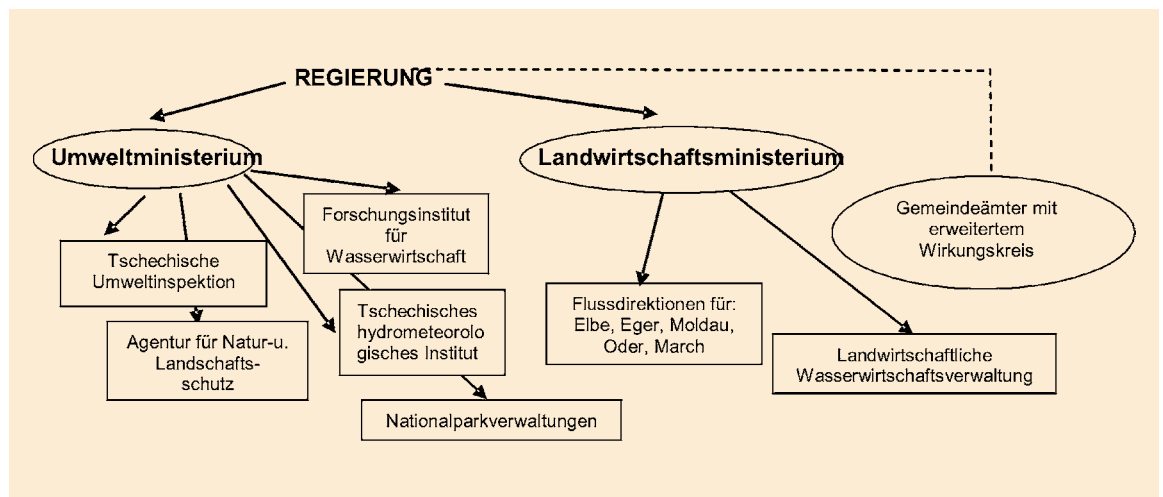 REGIERUNG
Umweltministerium
Landwirtschaftsministerium
Gemeindeämter mit
erweitertem
Wirkungskreis
Forschungsinstitut
für
Wasserwirtschaft
Tschechische
Umweltinspektion
Tschechisches
hydrometeorolo
gisches Institut
Flussdirektionen für:
Elbe, Eger, Moldau,
Oder, March
Agentur für Natur-u.
Landschafts-
schutz
Landwirtschaftliche
Wasserwirtschaftsverwaltung
Nationalparkverwaltungen